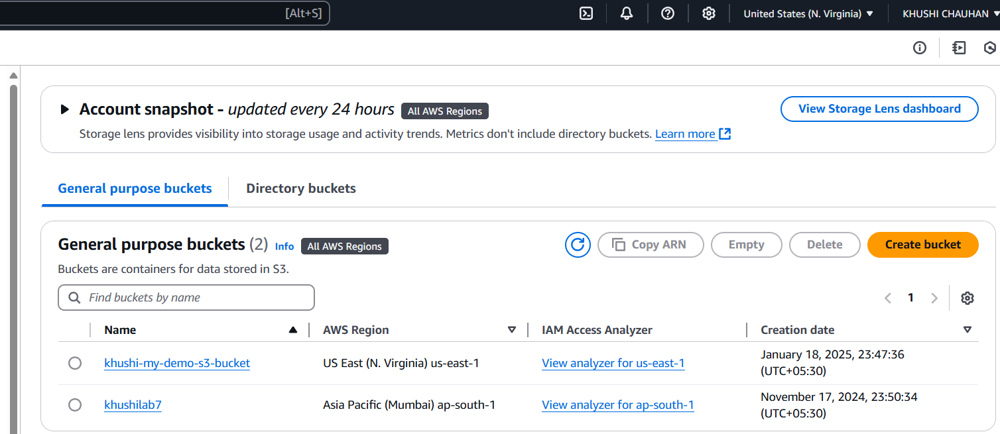 [Alt+S]
United States (N. Virginia)
KHUSHI CHAUHAN
Account snapshot - updated every 24 hours
All AWS Regions
View Storage Lens dashboard
Storage lens provides visibility into storage usage and activity trends. Metrics don't include directory buckets. Learn more
General purpose buckets
Directory buckets
General purpose buckets (2)
Info
All AWS Regions
Copy ARN
Empty
Delete
Create bucket
Buckets are containers for data stored in S3.
Find buckets by name
1
Name
AWS Region
IAM Access Analyzer
Creation date
khushi-my-demo-s3-bucket
US East (N. Virginia) us-east-1
View analyzer for us-east-1
January 18, 2025, 23:47:36
(UTC+05:30)
khushilab7
Asia Pacific (Mumbai) ap-south-1
View analyzer for ap-south-1
November 17, 2024, 23:50:34
(UTC+05:30)